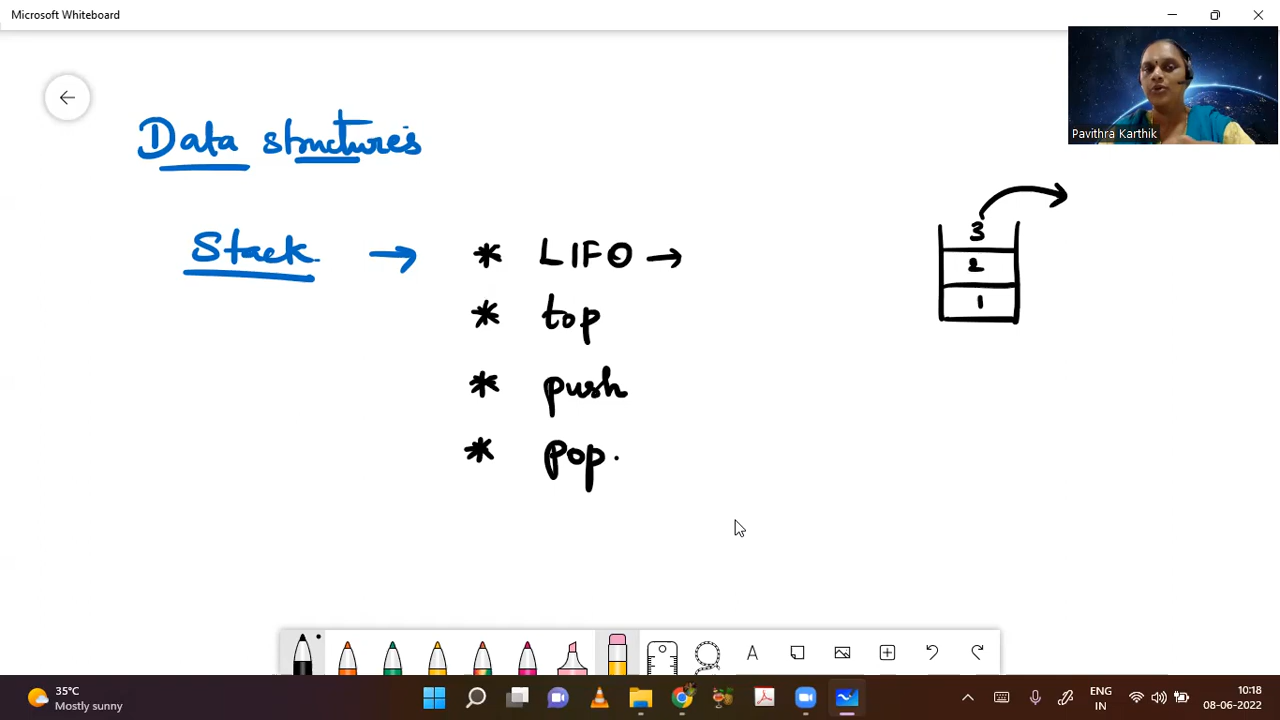 Microsoft Whiteboard
Pavithra Karthik
Data structures
Stack → * LIFO →
* top
* push
* pop.
3
2
1
A
35°C
Mostly sunny
ENG
IN
10:18
08-06-2022